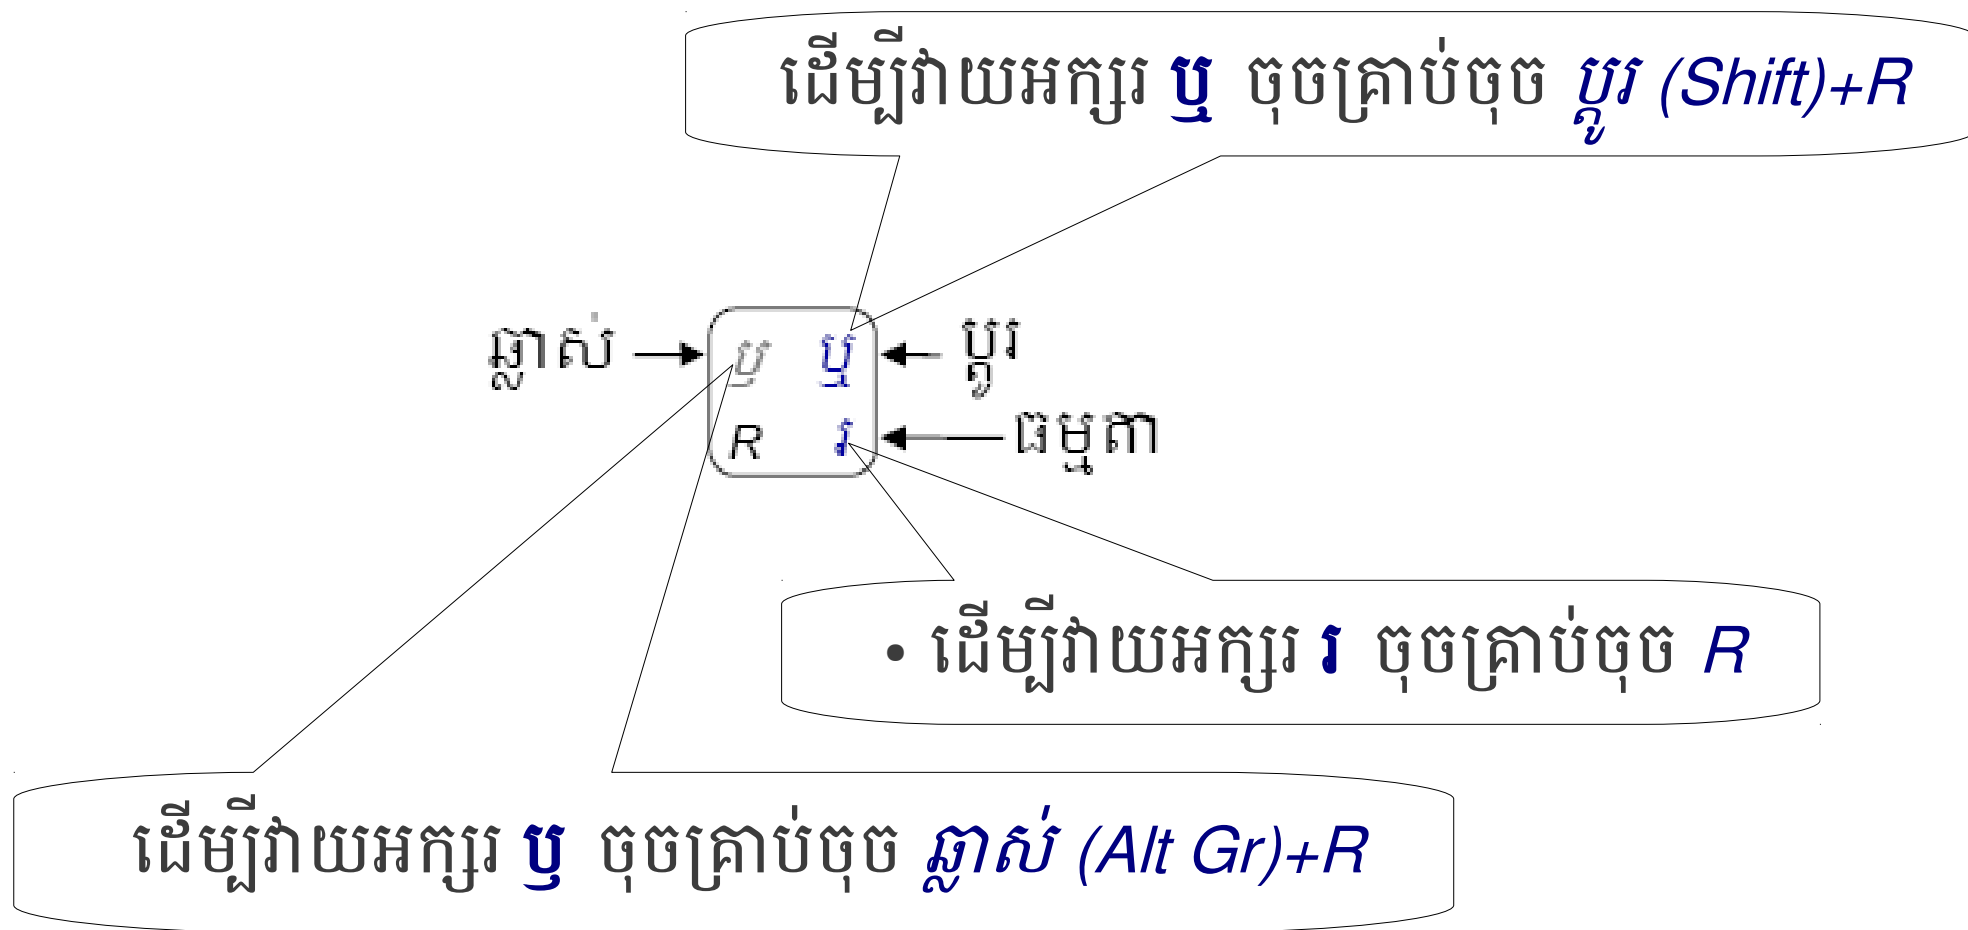 ដើម្បីវាយអក្សរ ឬ ចុចគ្រាប់ចុច ប្តូរ (Shift)+R
ឆ្លាស់ ឫ ឬ ប្តូរ
R រ ធម្មតា
• ដើម្បីវាយអក្សរ រ ចុចគ្រាប់ចុច R
ដើម្បីវាយអក្សរ ឫ ចុចគ្រាប់ចុច ឆ្លាស់ (Alt Gr)+R